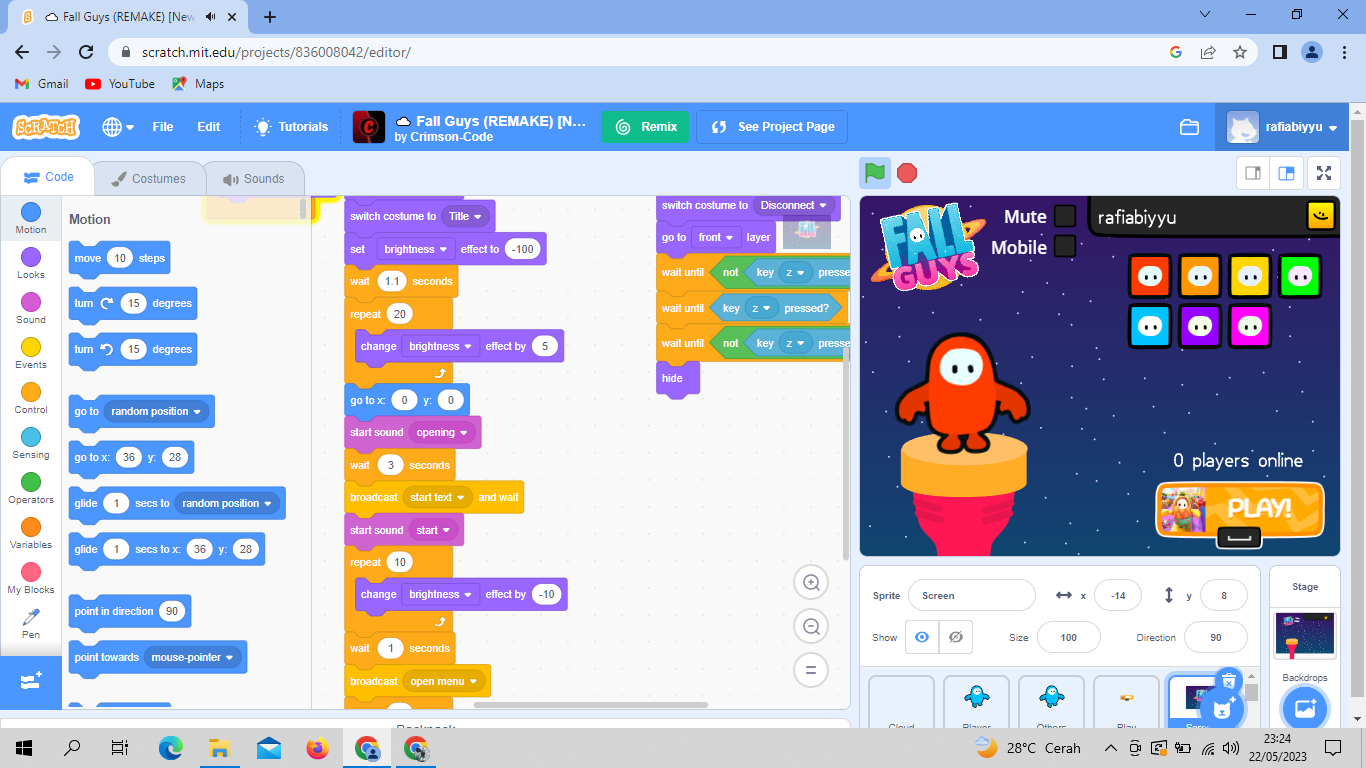 Fall Guys (REMAKE) [New
scratch.mit.edu/projects/836008042/editor/
Gmail
YouTube
Maps
SCRATCH
File
Edit
Tutorials
Fall Guys (REMAKE) [N...
by Crimson-Code
Remix
See Project Page
rafiabiyyu
Code
Costumes
Sounds
Motion
Looks
Sound
Events
Control
Sensing
Operators
Variables
My Blocks
Pen
Motion
move 10 steps
turn 15 degrees
turn 15 degrees
go to random position
go to x: 36 y: 28
glide 1 secs to random position
glide 1 secs to x: 36 y: 28
point in direction 90
point towards mouse-pointer
switch costume to Title
set brightness effect to -100
wait 1.1 seconds
repeat 20
change brightness effect by 5
go to x: 0 y: 0
start sound opening
wait 3 seconds
broadcast start text and wait
start sound start
repeat 10
change brightness effect by -10
wait 1 seconds
broadcast open menu
switch costume to Disconnect
go to front layer
wait until not key z presse
wait until key z pressed?
wait until not key z presse
hide
FALL GUYS
Mute
Mobile
rafiabiyyu
0 players online
PLAY!
Sprite Screen x -14 y 8
Show Size 100 Direction 90
Cloud
Player
Others
Play
Stage
Backdrops
Backpack
28°C Cerah
23:24
22/05/2023